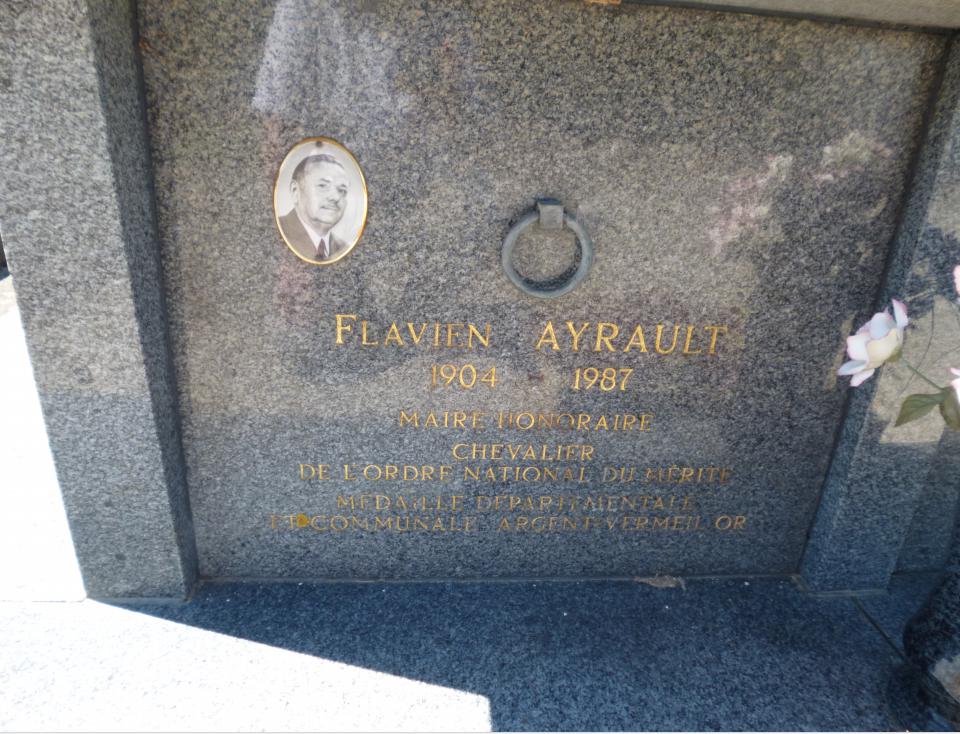 FLAVIEN AYRAULT
1904 - 1987
MAIRE HONORAIRE
CHEVALIER
DE L'ORDRE NATIONAL DU MÉRITE
MÉDAILLE DÉPARTEMENTALE
ET COMMUNALE ARGENT-VERMEIL OR